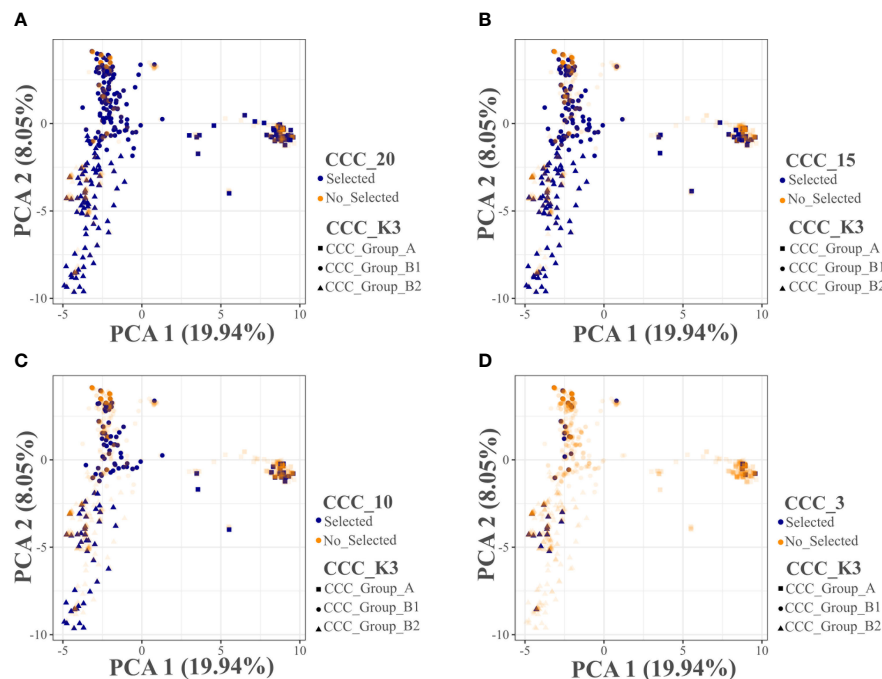 A
0
-5
-10
-5
0
5
10
PCA 2 (8.05%)
PCA 1 (19.94%)
CCC_20
Selected
No_Selected
CCC_K3
CCC_Group_A
CCC_Group_B1
CCC_Group_B2
B
0
-5
-10
-5
0
5
10
PCA 2 (8.05%)
PCA 1 (19.94%)
CCC_15
Selected
No_Selected
CCC_K3
CCC_Group_A
CCC_Group_B1
CCC_Group_B2
C
0
-5
-10
-5
0
5
10
PCA 2 (8.05%)
PCA 1 (19.94%)
CCC_10
Selected
No_Selected
CCC_K3
CCC_Group_A
CCC_Group_B1
CCC_Group_B2
D
0
-5
-10
-5
0
5
10
PCA 2 (8.05%)
PCA 1 (19.94%)
CCC_3
Selected
No_Selected
CCC_K3
CCC_Group_A
CCC_Group_B1
CCC_Group_B2